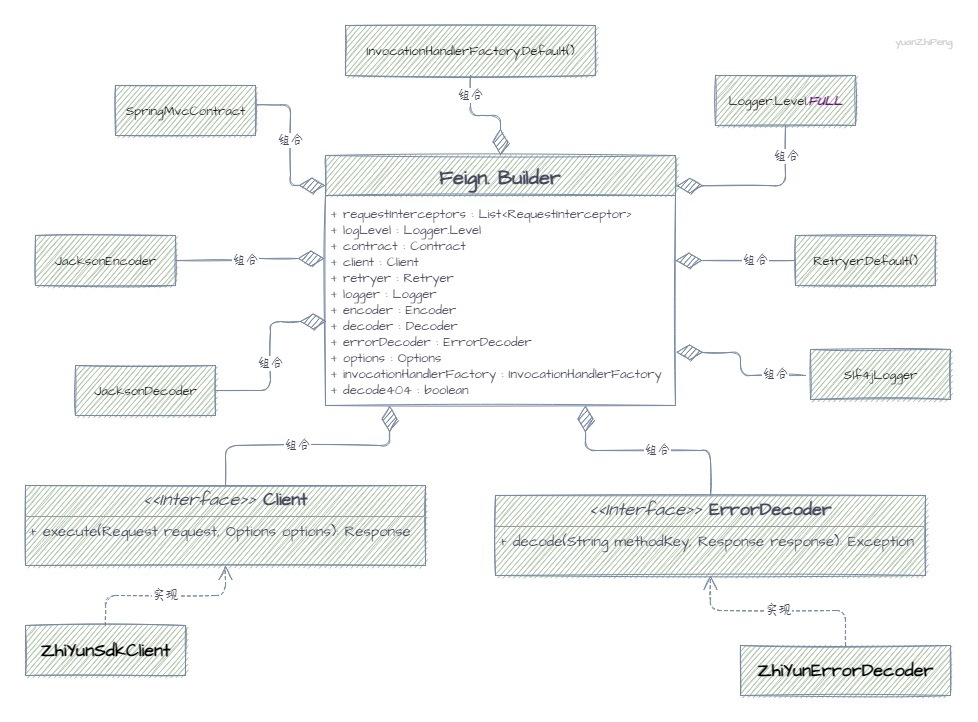 InvocationHandlerFactory.Default()
yuanZhiPeng
组合
SpringMvcContract
组合
Logger.Level.FULL
组合
Feign. Builder
+ requestInterceptors : List<RequestInterceptor>
+ logLevel : Logger.Level
+ contract : Contract
+ client : Client
+ retryer : Retryer
+ logger : Logger
+ encoder : Encoder
+ decoder : Decoder
+ errorDecoder : ErrorDecoder
+ options : Options
+ invocationHandlerFactory : InvocationHandlerFactory
+ decode404 : boolean
JacksonEncoder
组合
组合
Retryer.Default()
组合
JacksonDecoder
组合
Slf4jLogger
组合
组合
<<Interface>> Client
+ execute(Request request, Options options) Response
<<Interface>> ErrorDecoder
+ decode(String methodKey, Response response) Exception
实现
实现
ZhiYunSdkClient
ZhiYunErrorDecoder